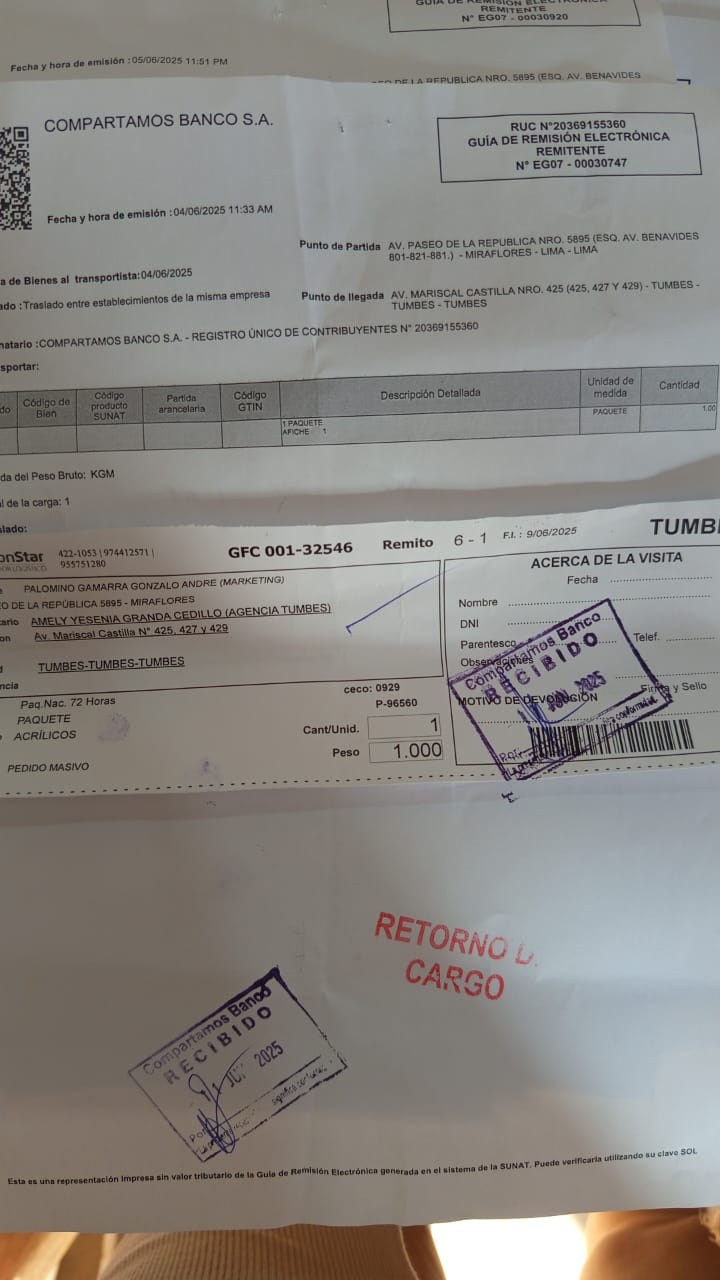 GUÍA DE REMISIÓN ELECTRÓNICA
REMITENTE
N° EG07 - 00030920
Fecha y hora de emisión : 05/06/2025 11:51 PM
DE LA REPUBLICA NRO. 5895 (ESQ. AV. BENAVIDES
COMPARTAMOS BANCO S.A.
RUC N°20369155360
GUÍA DE REMISIÓN ELECTRÓNICA
REMITENTE
N° EG07 - 00030747
Fecha y hora de emisión : 04/06/2025 11:33 AM
Punto de Partida AV. PASEO DE LA REPUBLICA NRO. 5895 (ESQ. AV. BENAVIDES
801-821-881.) - MIRAFLORES - LIMA - LIMA
a de Bienes al transportista:04/06/2025
ado : Traslado entre establecimientos de la misma empresa
Punto de llegada AV. MARISCAL CASTILLA NRO. 425 (425, 427 Y 429) - TUMBES -
TUMBES - TUMBES
natario : COMPARTAMOS BANCO S.A. - REGISTRO ÚNICO DE CONTRIBUYENTES N° 20369155360
sportar:
do Código de Bien Código producto SUNAT Partida arancelaria Código GTIN Descripción Detallada Unidad de medida Cantidad
1 PAQUETE PAQUETE 1.00
AFICHE 1
da del Peso Bruto: KGM
al de la carga: 1
slado:
onStar 422-1053 | 974412571 |
955751280
GFC 001-32546 Remito 6 - 1 F.I. : 9/06/2025 TUMB
PALOMINO GAMARRA GONZALO ANDRE (MARKETING)
O DE LA REPÚBLICA 5895 - MIRAFLORES
tario AMELY YESENIA GRANDA CEDILLO (AGENCIA TUMBES)
on Av. Mariscal Castilla N° 425, 427 y 429
TUMBES-TUMBES-TUMBES
ncia
Paq.Nac. 72 Horas
PAQUETE
ACRÍLICOS
PEDIDO MASIVO
ceco: 0929
P-96560
Cant/Unid. 1
Peso 1.000
ACERCA DE LA VISITA
Fecha
Nombre
DNI
Parentesco Telef.
Observaciones
MOTIVO DE DEVOLUCIÓN
Firma y Sello
Compartamos Banco
RECIBIDO
JUN 2025
RETORNO D
CARGO
Compartamos Banco
RECIBIDO
JUN 2025
Esta es una representación impresa sin valor tributario de la Guia de Remisión Electrónica generada en el sistema de la SUNAT. Puede verificarla utilizando su clave SOL